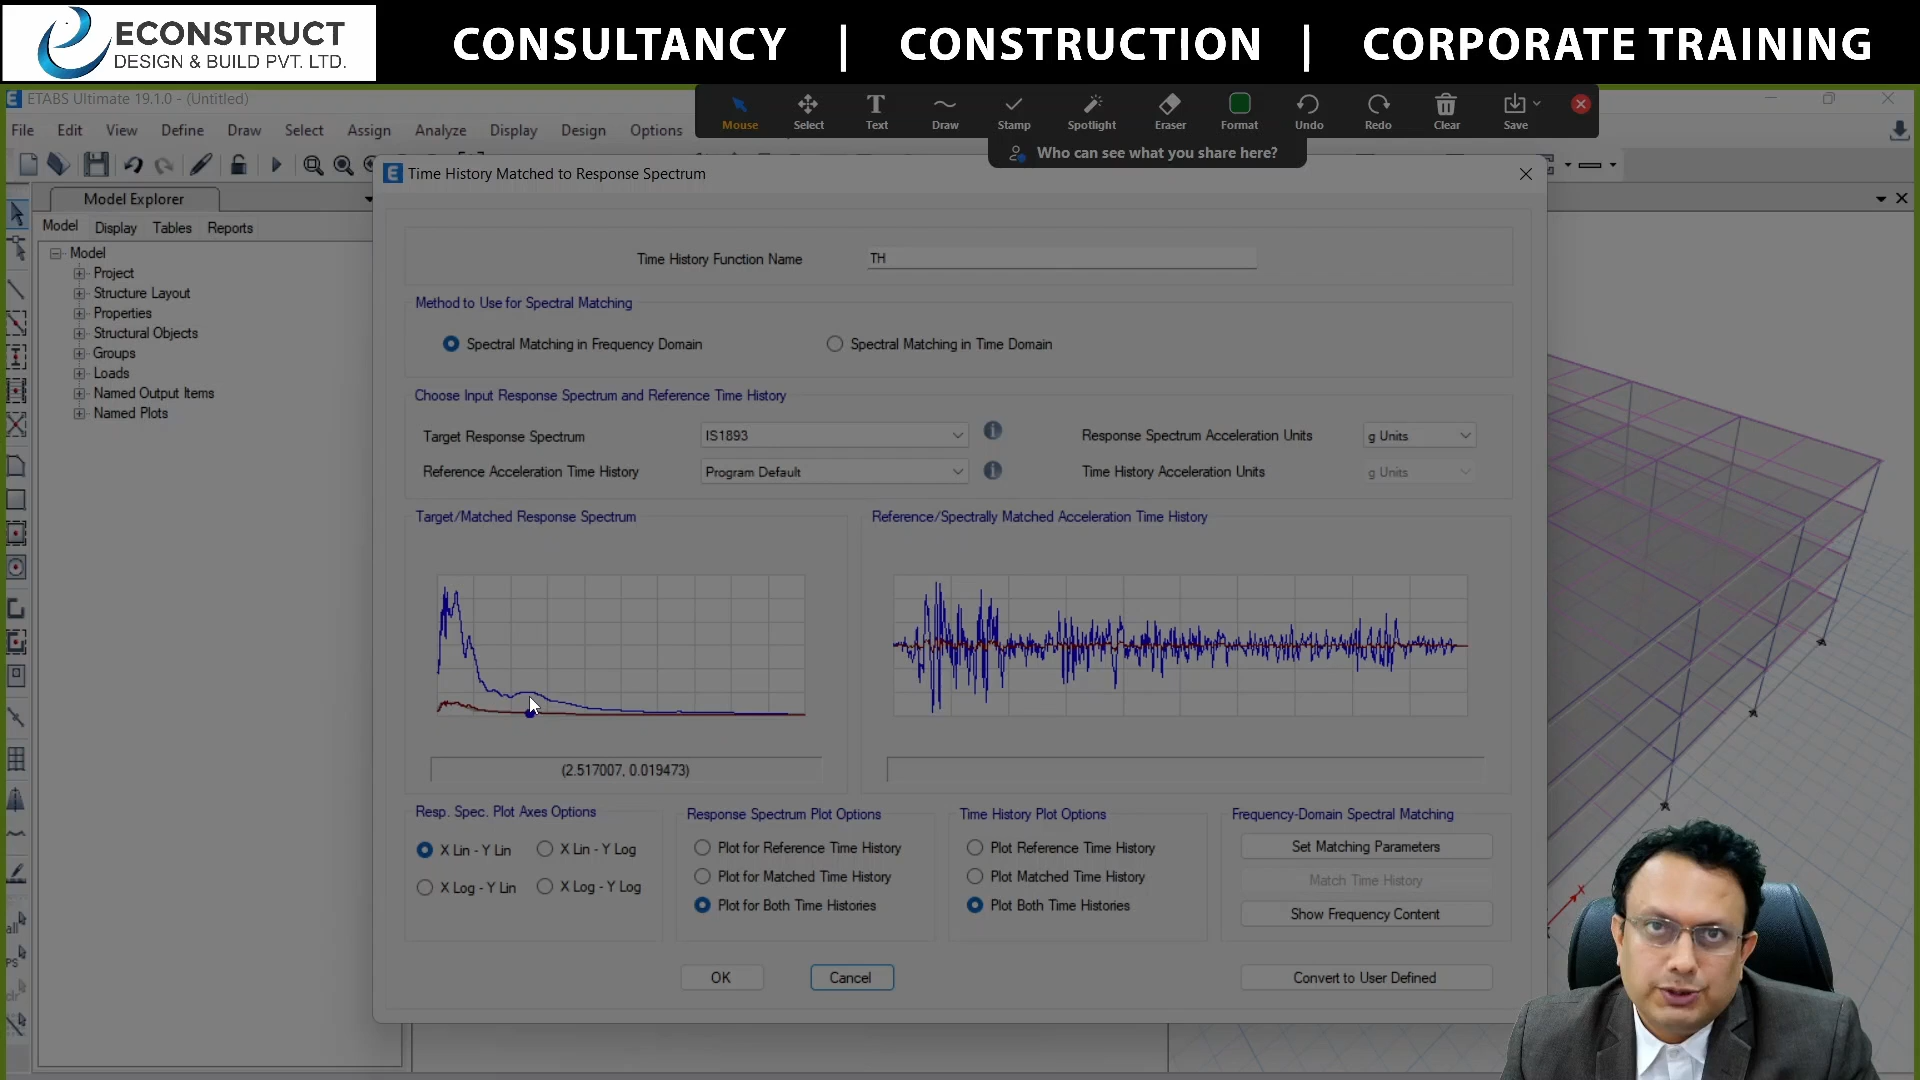 ECONSTRUCT
DESIGN & BUILD PVT. LTD.
CONSULTANCY | CONSTRUCTION | CORPORATE TRAINING
ETABS Ultimate 19.1.0 - (Untitled)
File Edit View Define Draw Select Assign Analyze Display Design Options
Mouse Select Text Draw Stamp Spotlight Eraser Format Undo Redo Clear Save
Who can see what you share here?
Time History Matched to Response Spectrum
Model Explorer
Model Display Tables Reports
Model
Project
Structure Layout
Properties
Structural Objects
Groups
Loads
Named Output Items
Named Plots
Time History Function Name TH
Method to Use for Spectral Matching
Spectral Matching in Frequency Domain Spectral Matching in Time Domain
Choose Input Response Spectrum and Reference Time History
Target Response Spectrum IS1893 Response Spectrum Acceleration Units g Units
Reference Acceleration Time History Program Default Time History Acceleration Units g Units
Target/Matched Response Spectrum
Reference/Spectrally Matched Acceleration Time History
(2.517007, 0.019473)
Resp. Spec. Plot Axes Options
X Lin - Y Lin X Lin - Y Log
X Log - Y Lin X Log - Y Log
Response Spectrum Plot Options
Plot for Reference Time History
Plot for Matched Time History
Plot for Both Time Histories
Time History Plot Options
Plot Reference Time History
Plot Matched Time History
Plot Both Time Histories
Frequency-Domain Spectral Matching
Set Matching Parameters
Match Time History
Show Frequency Content
OK Cancel Convert to User Defined